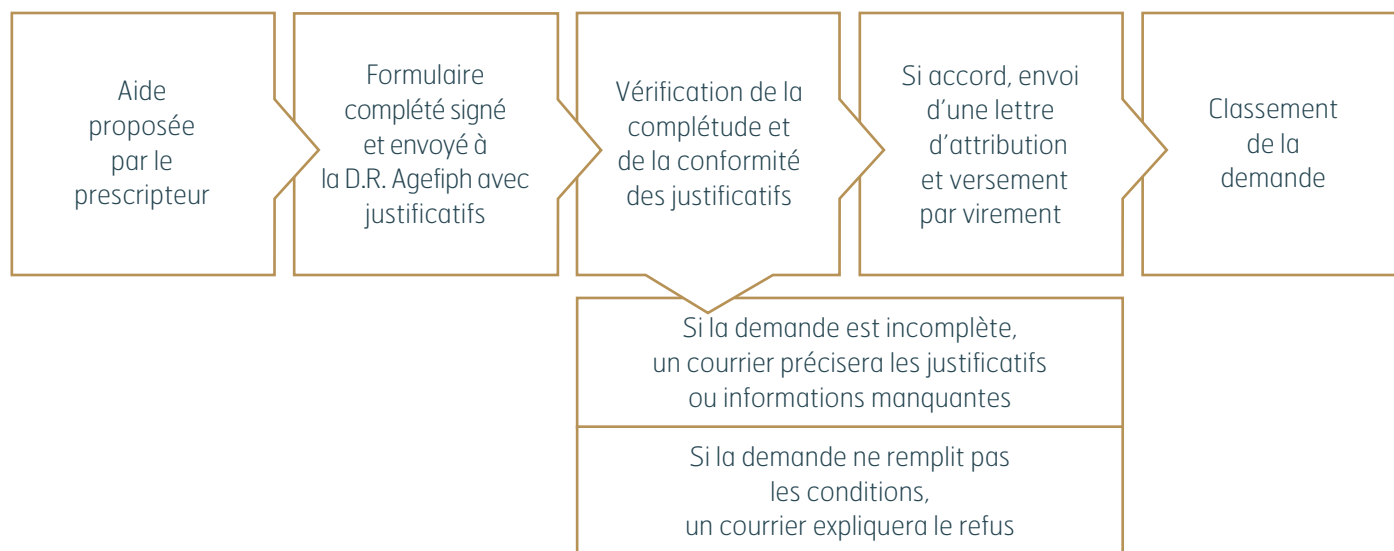 Aide
proposée
par le
prescripteur
Formulaire
complété signé
et envoyé à
la D.R. Agefiph avec
justificatifs
Vérification de la
complétude et
de la conformité
des justificatifs
Si accord, envoi
d’une lettre
d’attribution
et versement
par virement
Classement
de la
demande
Si la demande est incomplète,
un courrier précisera les justificatifs
ou informations manquantes
Si la demande ne remplit pas
les conditions,
un courrier expliquera le refus